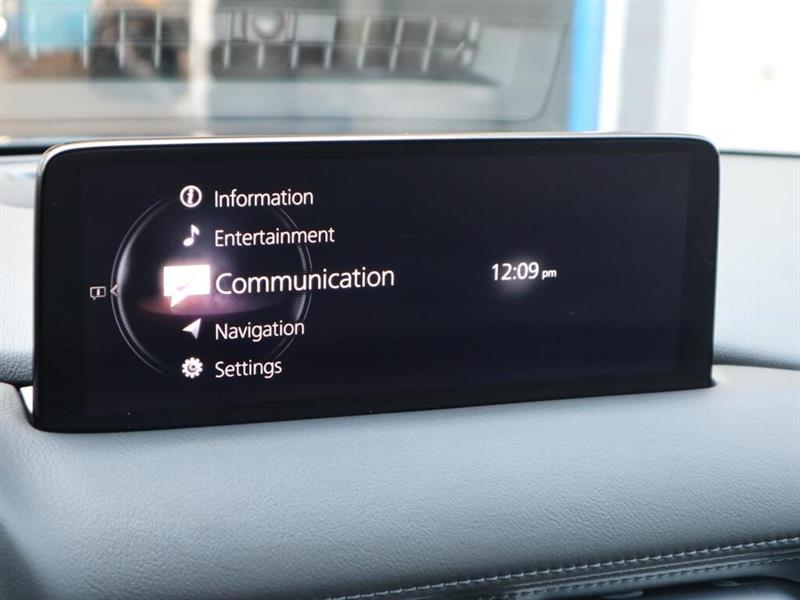 Information
Entertainment
Communication
12:09 pm
Navigation
Settings